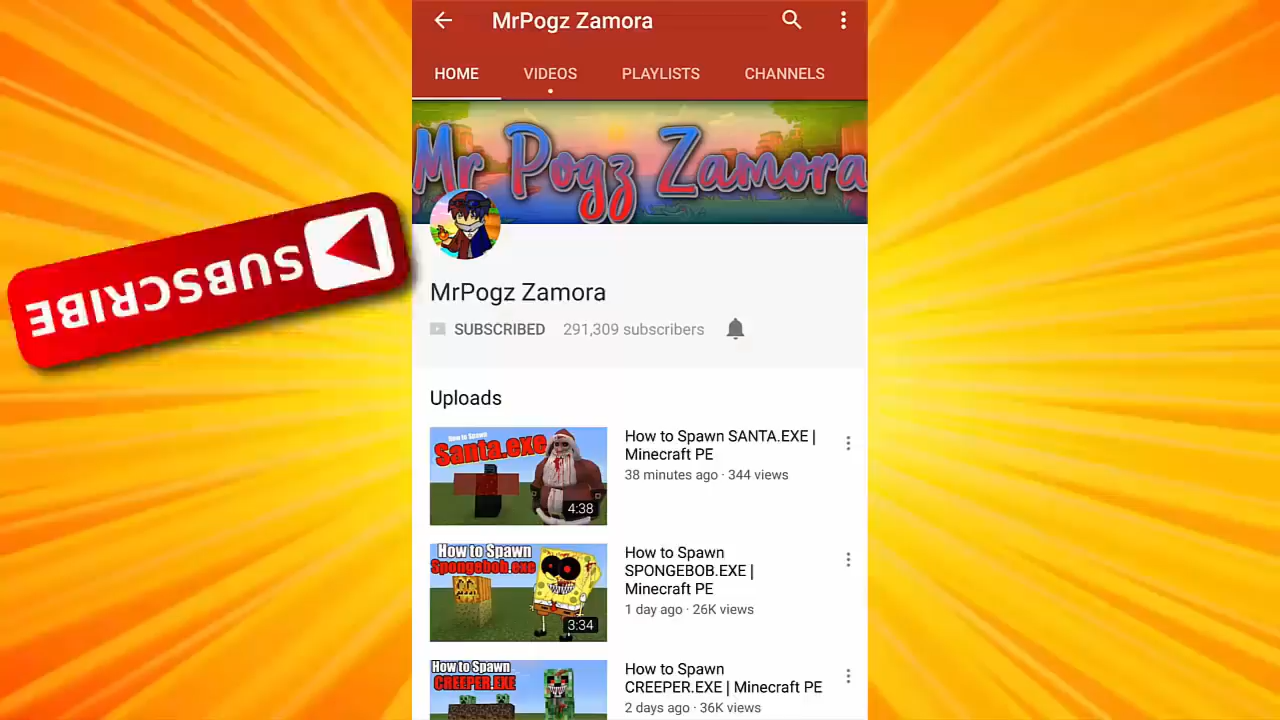 MrPogz Zamora
HOME VIDEOS PLAYLISTS CHANNELS
Mr Pogz Zamora
SUBSCRIBE
MrPogz Zamora
SUBSCRIBED 291,309 subscribers
Uploads
How to Spawn
Santa.exe
4:38
How to Spawn SANTA.EXE |
Minecraft PE
38 minutes ago · 344 views
How to Spawn
Spongebob.exe
3:34
How to Spawn
SPONGEBOB.EXE |
Minecraft PE
1 day ago · 26K views
How to Spawn
CREEPER.EXE
How to Spawn
CREEPER.EXE | Minecraft PE
2 days ago · 36K views